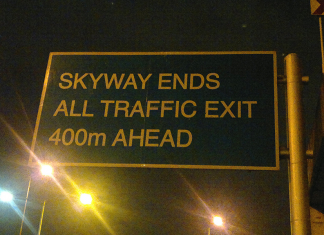 SKYWAY ENDS
ALL TRAFFIC EXIT
400m AHEAD